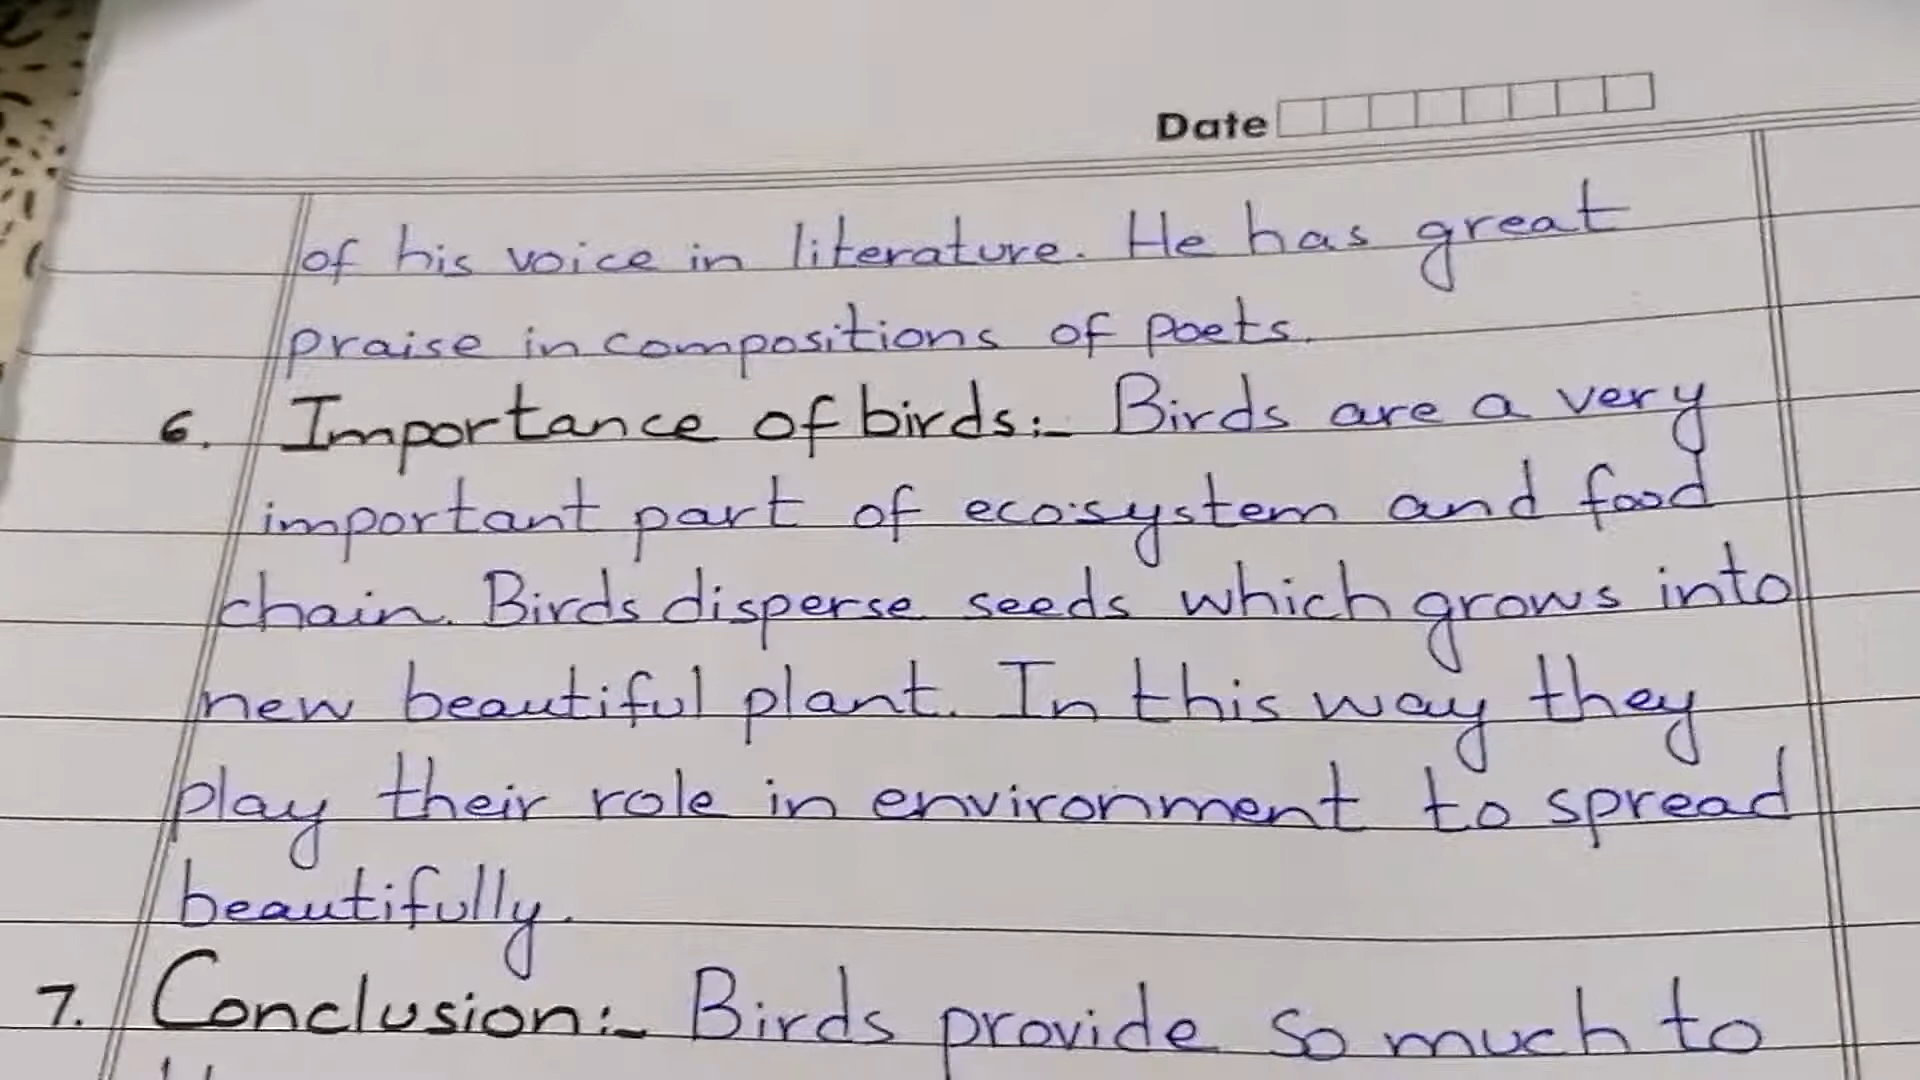 Date
of his voice in literature. He has great
praise in compositions of poets.
6. Importance of birds:- Birds are a very
important part of ecosystem and food
chain. Birds disperse seeds which grows into
new beautiful plant. In this way they
play their role in environment to spread
beautifully.
7. Conclusion:- Birds provide so much to